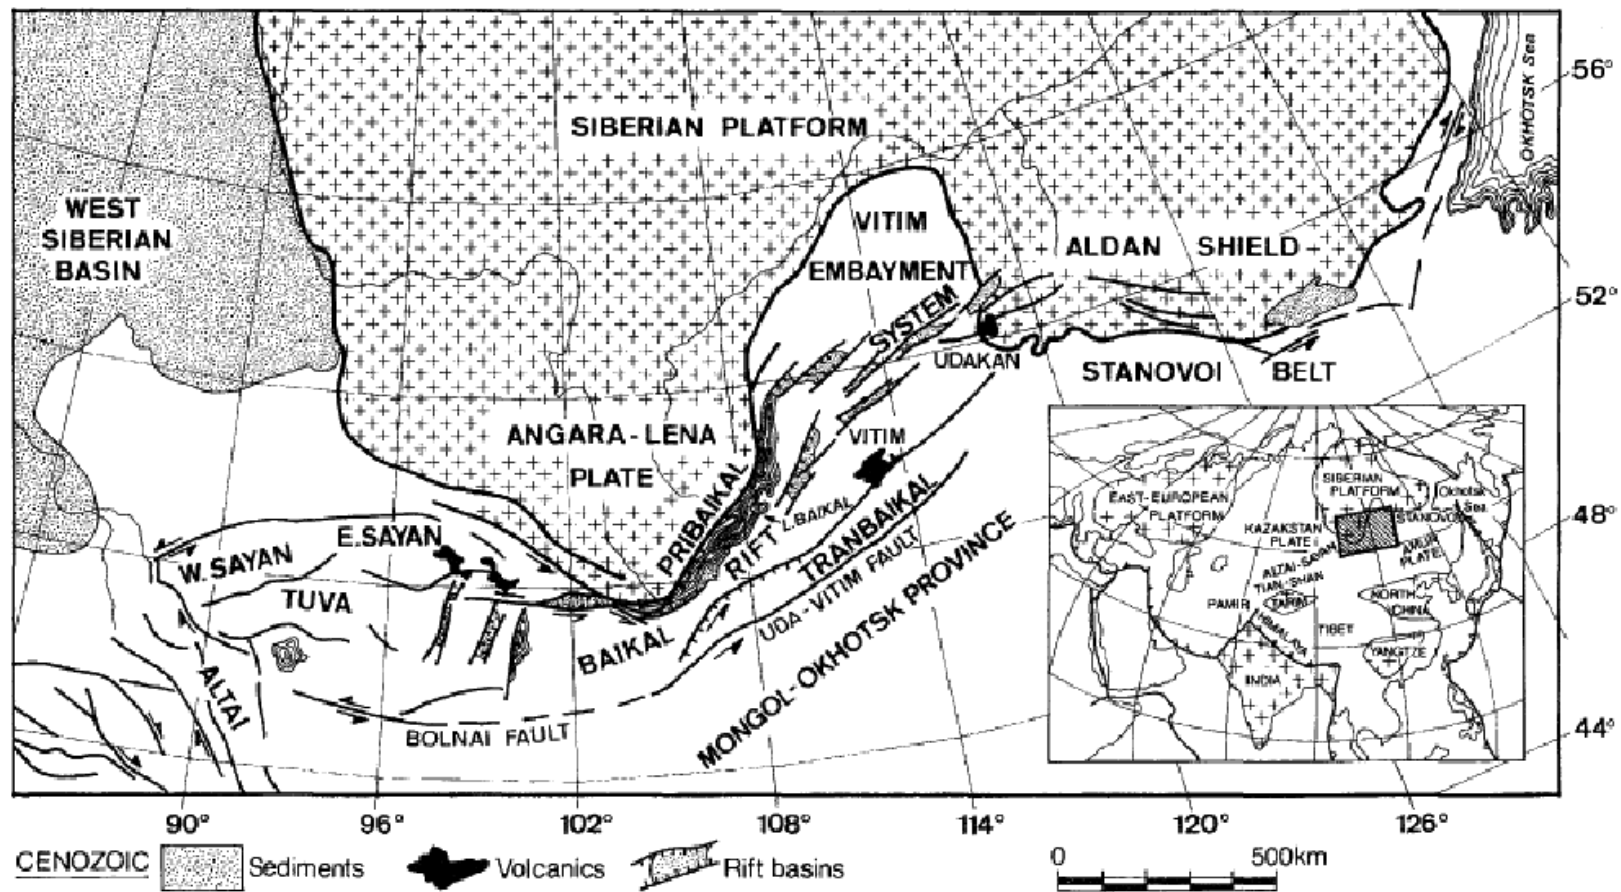 56°
OKHOTSK Sea
SIBERIAN PLATFORM
WEST
SIBERIAN
BASIN
VITIM
EMBAYMENT
ALDAN SHIELD
52°
SYSTEM
UDAKAN
STANOVOI BELT
ANGARA-LENA
PLATE
VITIM
PRIBAIKAL
RIFT
L.BAIKAL
TRANBAIKAL
48°
E.SAYAN
W.SAYAN
TUVA
BAIKAL
UDA-VITIM FAULT
MONGOL-OKHOTSK PROVINCE
ALTAI
BOLNAI FAULT
44°
EAST-EUROPEAN
PLATFORM
SIBERIAN
PLATFORM
Okhotsk
Sea
STANOVOI
KAZAKSTAN
PLATE
AMUR
PLATE
ALTAI-SAYAN
TIAN-SHAN
PAMIR
TARIM
NORTH
CHINA
HIMALAYA
TIBET
YANGTZE
INDIA
90° 96° 102° 108° 114° 120° 126°
CENOZOIC Sediments Volcanics Rift basins
0 500km